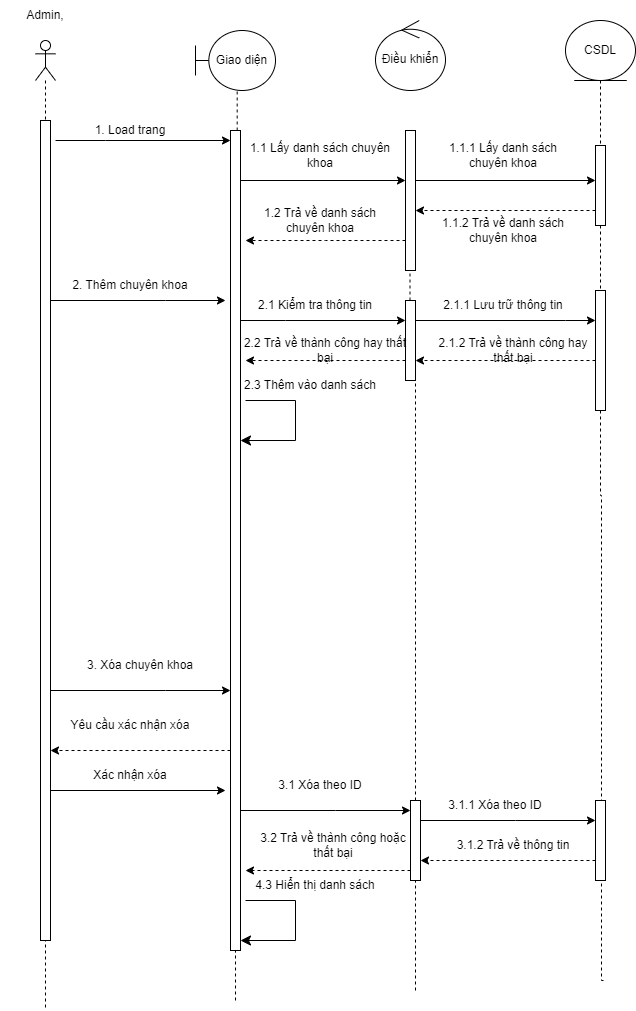 Admin,
Giao diện
Điều khiển
CSDL
1. Load trang
1.1 Lấy danh sách chuyên
khoa
1.1.1 Lấy danh sách
chuyên khoa
1.2 Trả về danh sách
chuyên khoa
1.1.2 Trả về danh sách
chuyên khoa
2. Thêm chuyên khoa
2.1 Kiểm tra thông tin
2.1.1 Lưu trữ thông tin
2.2 Trả về thành công hay thất
bại
2.1.2 Trả về thành công hay
thất bại
2.3 Thêm vào danh sách
3. Xóa chuyên khoa
Yêu cầu xác nhận xóa
Xác nhận xóa
3.1 Xóa theo ID
3.1.1 Xóa theo ID
3.2 Trả về thành công hoặc
thất bại
3.1.2 Trả về thông tin
4.3 Hiển thị danh sách